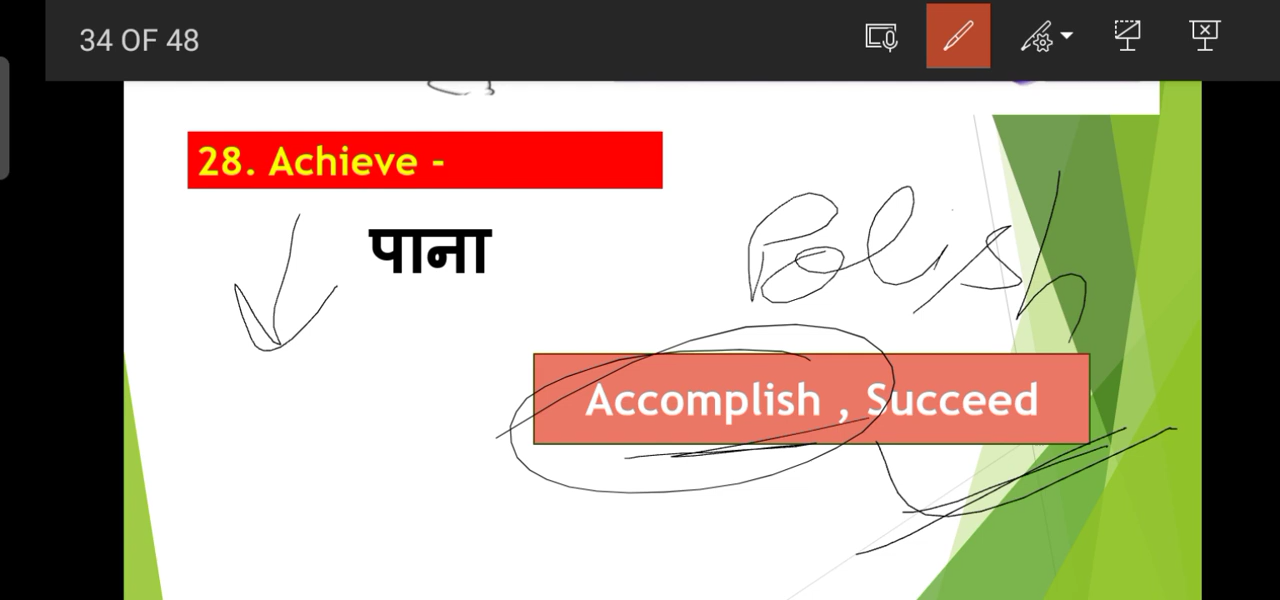 34 OF 48
28. Achieve -
पाना
Polish
Accomplish , Succeed